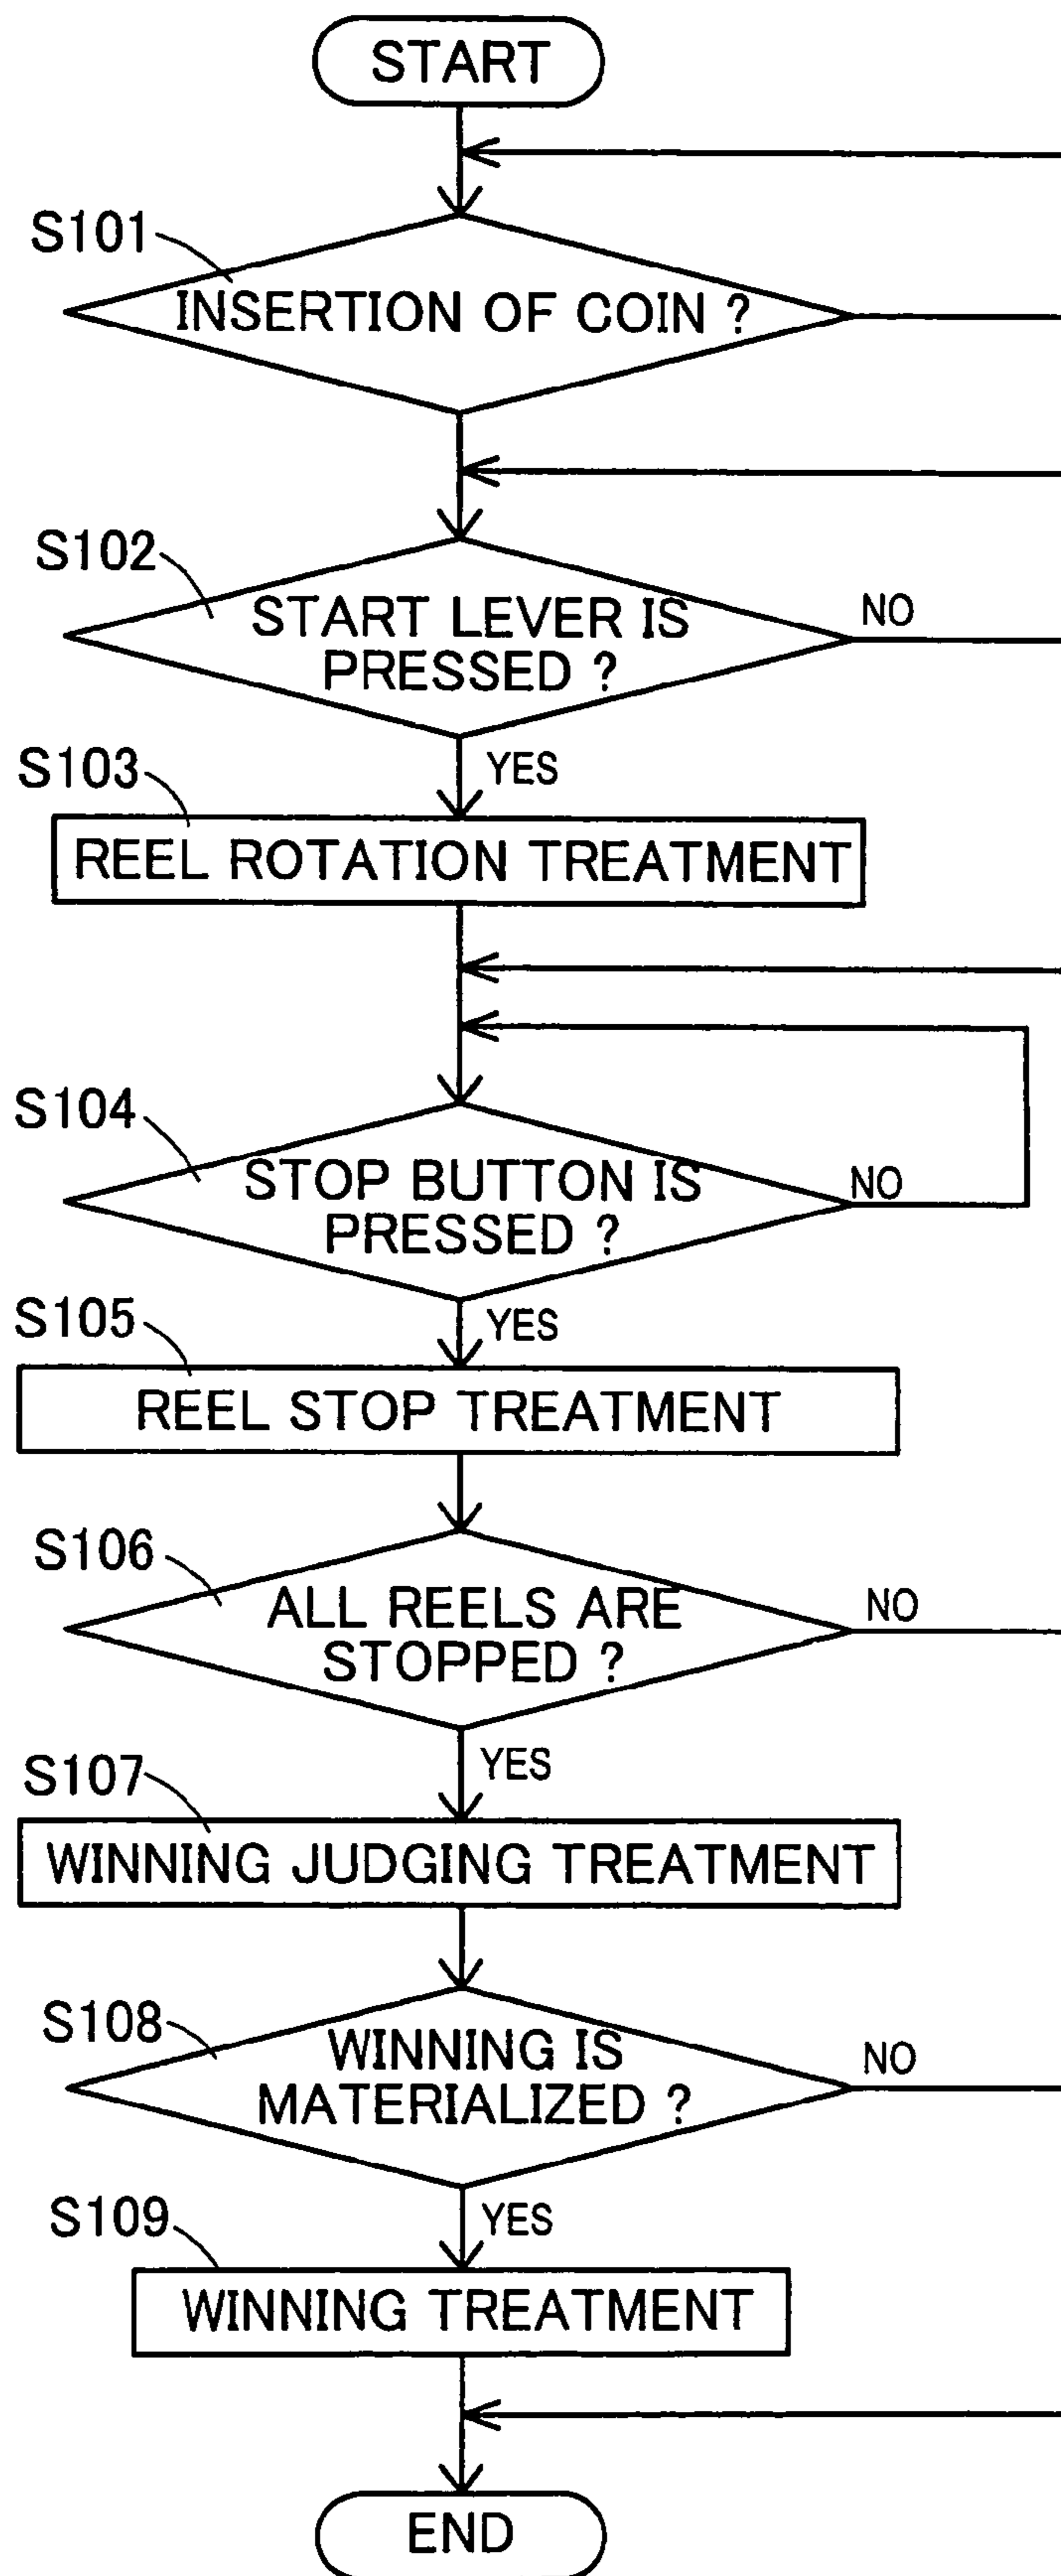 START
S101
INSERTION OF COIN ?
S102
START LEVER IS
PRESSED ?
NO
YES
S103
REEL ROTATION TREATMENT
S104
STOP BUTTON IS
PRESSED ?
NO
YES
S105
REEL STOP TREATMENT
S106
ALL REELS ARE
STOPPED ?
NO
YES
S107
WINNING JUDGING TREATMENT
S108
WINNING IS
MATERIALIZED ?
NO
YES
S109
WINNING TREATMENT
END